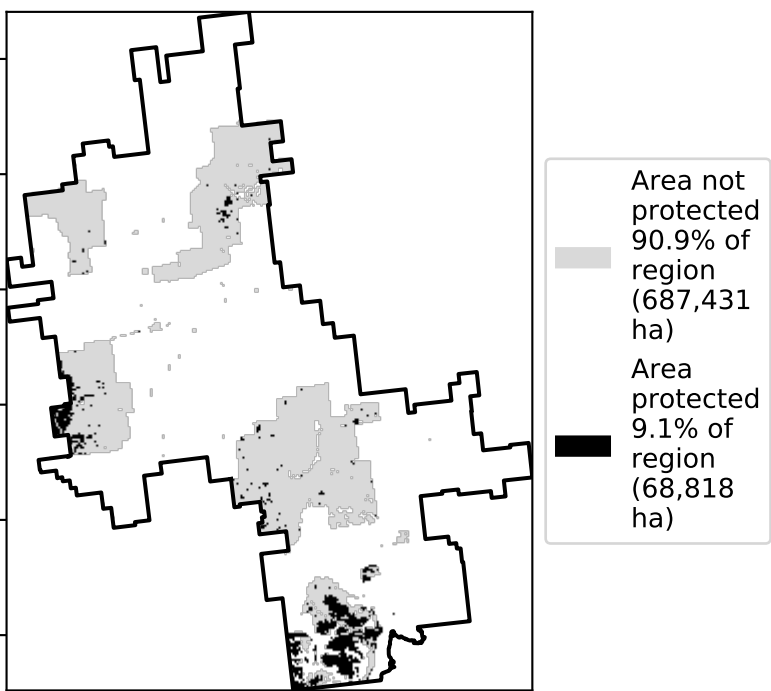 Area not
protected
90.9% of
region
(687,431
ha)
Area
protected
9.1% of
region
(68,818
ha)